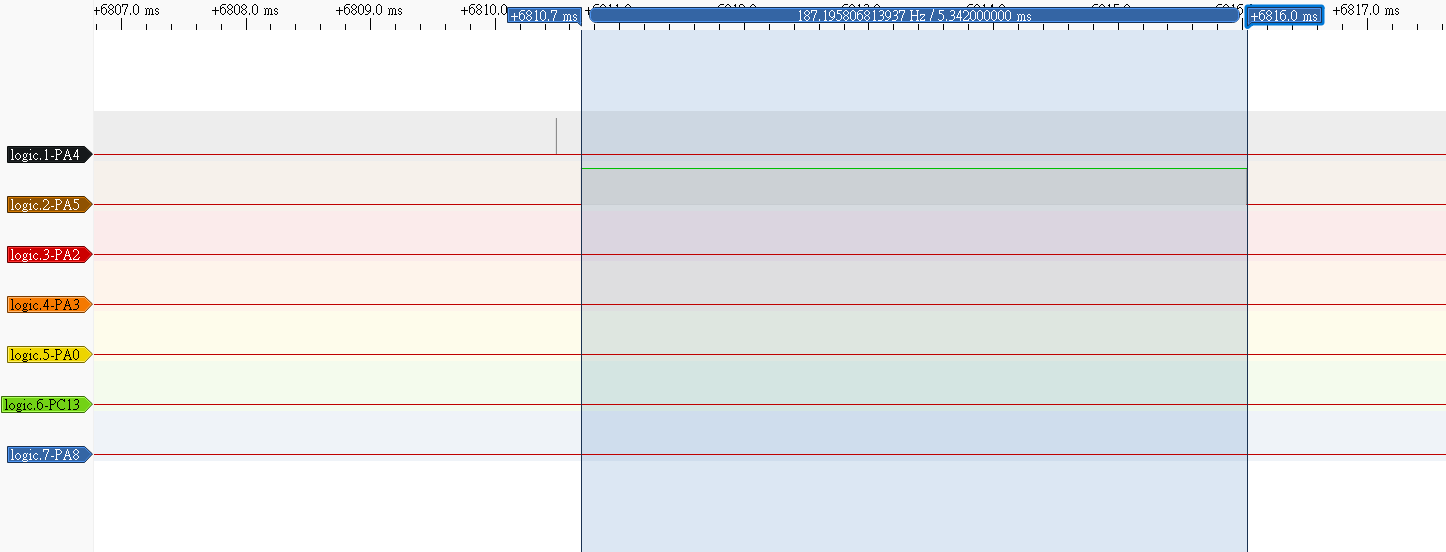 +6807.0 ms +6808.0 ms +6809.0 ms +6810.0 +6817.0 ms
+6810.7 ms 187.195806813937 Hz / 5.342000000 ms +6816.0 ms
logic.1-PA4
logic.2-PA5
logic.3-PA2
logic.4-PA3
logic.5-PA0
logic.6-PC13
logic.7-PA8